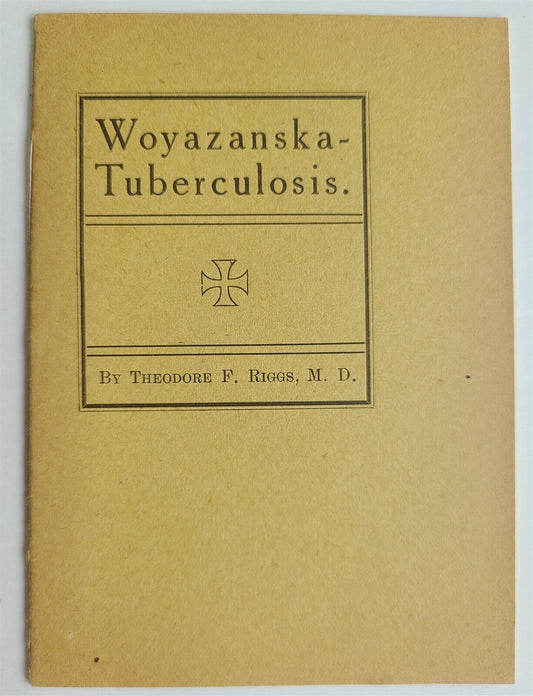 Woyazanska-
Tuberculosis.
By Theodore F. Riggs, M. D.